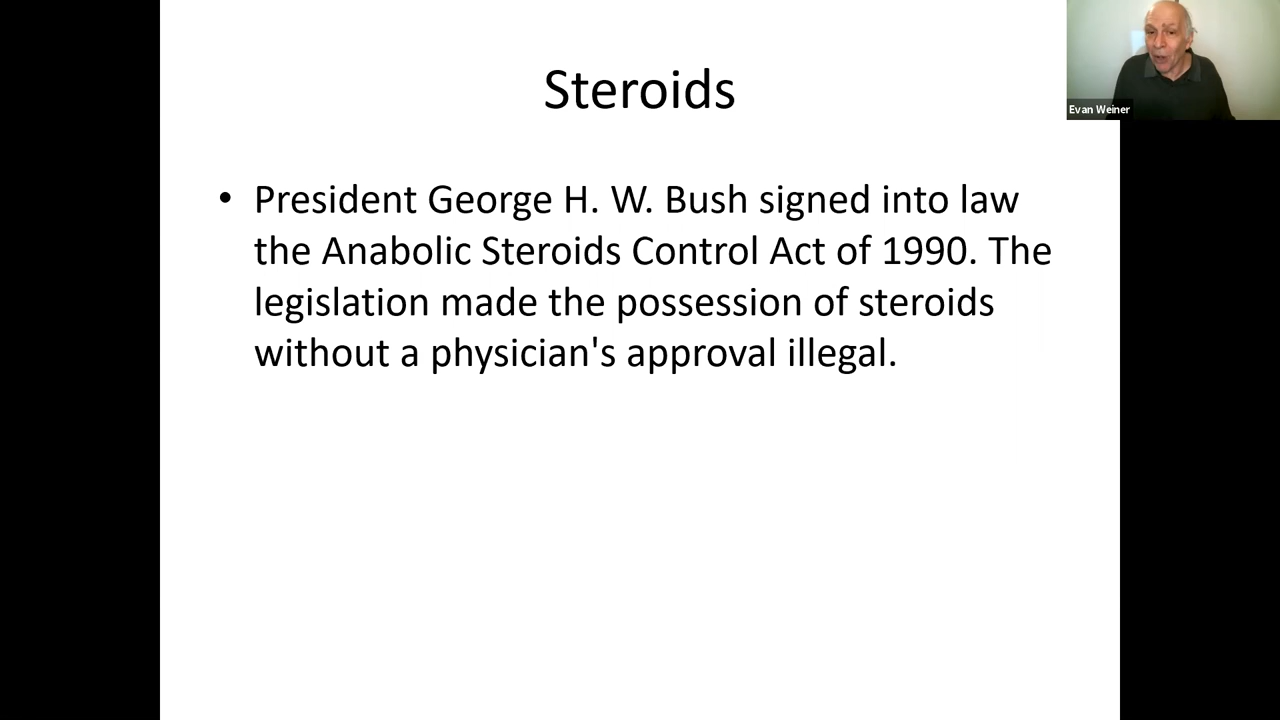 Steroids
Evan Weiner
• President George H. W. Bush signed into law
the Anabolic Steroids Control Act of 1990. The
legislation made the possession of steroids
without a physician's approval illegal.